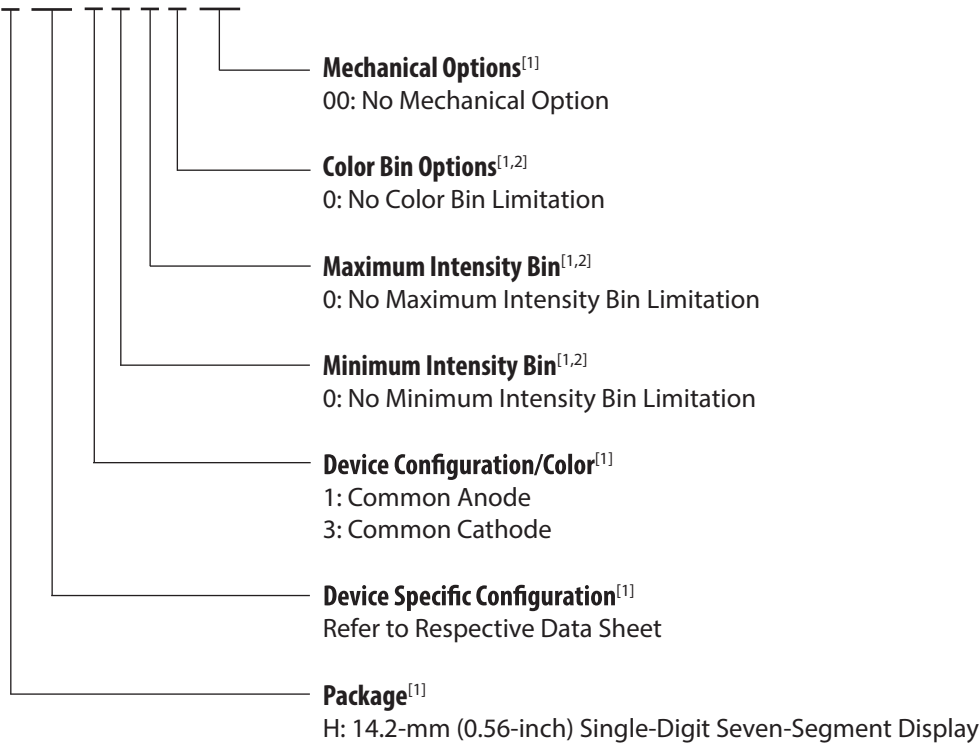 Mechanical Options[1]
00: No Mechanical Option
Color Bin Options[1,2]
0: No Color Bin Limitation
Maximum Intensity Bin[1,2]
0: No Maximum Intensity Bin Limitation
Minimum Intensity Bin[1,2]
0: No Minimum Intensity Bin Limitation
Device Configuration/Color[1]
1: Common Anode
3: Common Cathode
Device Specific Configuration[1]
Refer to Respective Data Sheet
Package[1]
H: 14.2-mm (0.56-inch) Single-Digit Seven-Segment Display